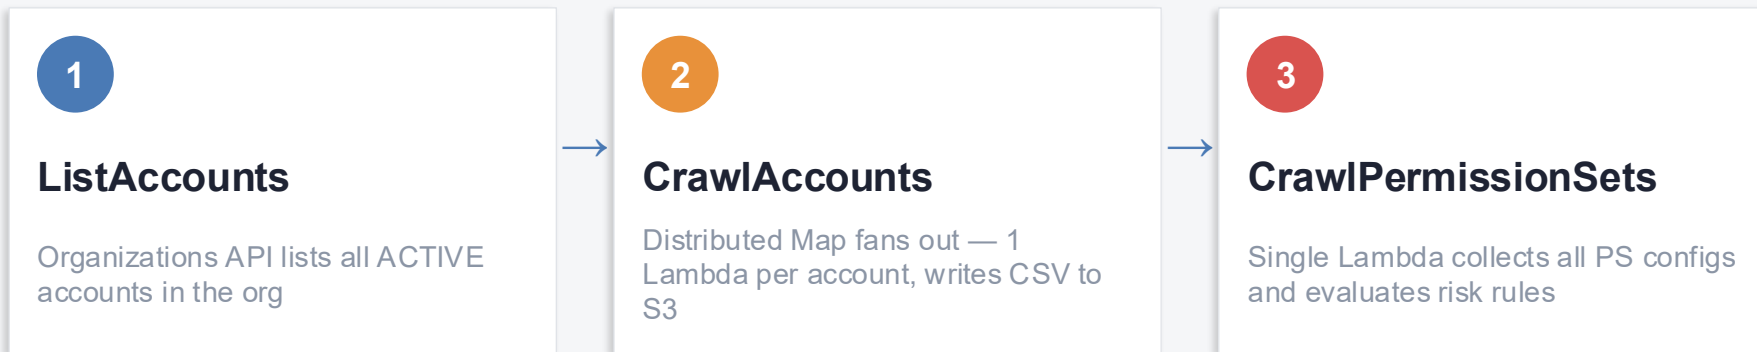 1
ListAccounts
Organizations API lists all ACTIVE
accounts in the org
→
2
CrawlAccounts
Distributed Map fans out — 1
Lambda per account, writes CSV to
S3
→
3
CrawlPermissionSets
Single Lambda collects all PS configs
and evaluates risk rules